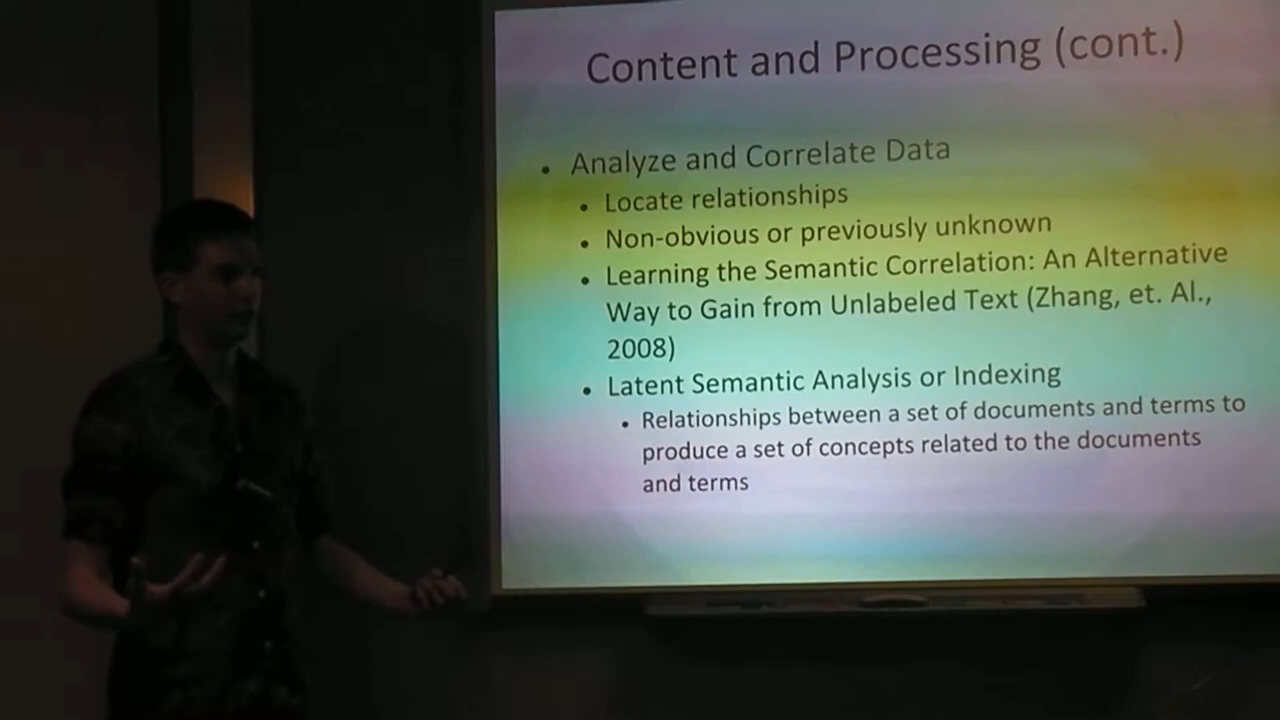 Content and Processing (cont.)
• Analyze and Correlate Data
• Locate relationships
• Non-obvious or previously unknown
• Learning the Semantic Correlation: An Alternative
Way to Gain from Unlabeled Text (Zhang, et. Al.,
2008)
• Latent Semantic Analysis or Indexing
• Relationships between a set of documents and terms to
produce a set of concepts related to the documents
and terms